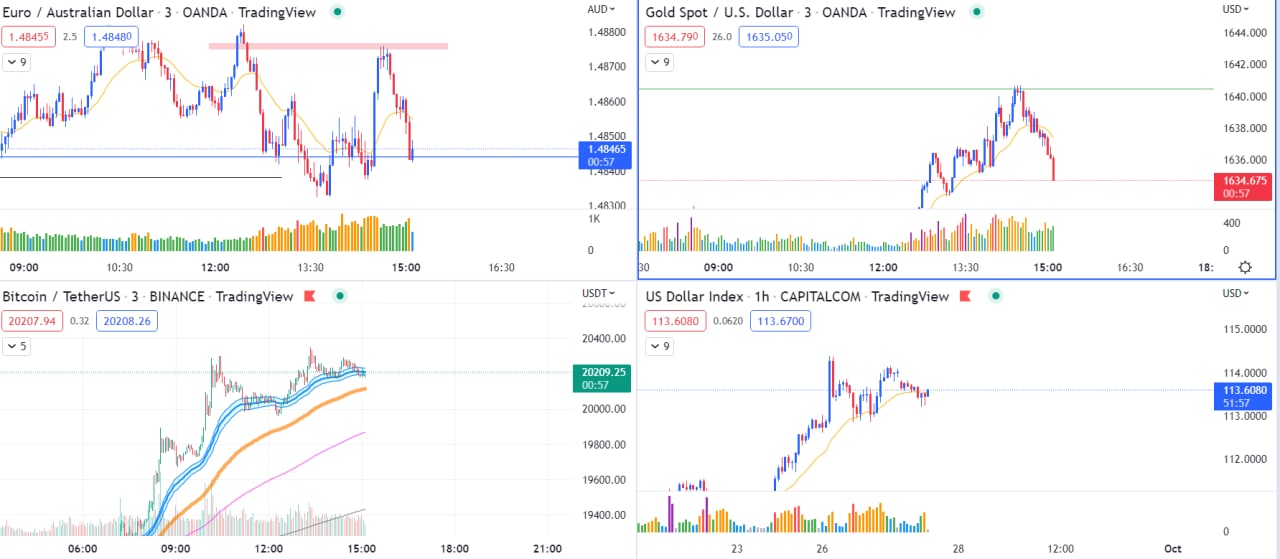 Euro / Australian Dollar · 3 · OANDA · TradingView
AUD
1.48455 2.5 1.48480
9
1.48800
1.48700
1.48600
1.48500
1.48465
00:57
1.48400
1.48300
1K
0
09:00 10:30 12:00 13:30 15:00 16:30
Gold Spot / U.S. Dollar · 3 · OANDA · TradingView
USD
1634.790 26.0 1635.050
9
1644.000
1642.000
1640.000
1638.000
1636.000
1634.675
00:57
400
0
30 09:00 10:30 12:00 13:30 15:00 16:30 18:
Bitcoin / TetherUS · 3 · BINANCE · TradingView
USDT
20207.94 0.32 20208.26
5
20600.00
20400.00
20209.25
00:57
20000.00
19800.00
19600.00
19400.00
06:00 09:00 12:00 15:00 18:00 21:00
US Dollar Index · 1h · CAPITALCOM · TradingView
USD
113.6080 0.0620 113.6700
9
115.0000
114.0000
113.6080
51:57
113.0000
112.0000
0
23 26 28 12:00 Oct